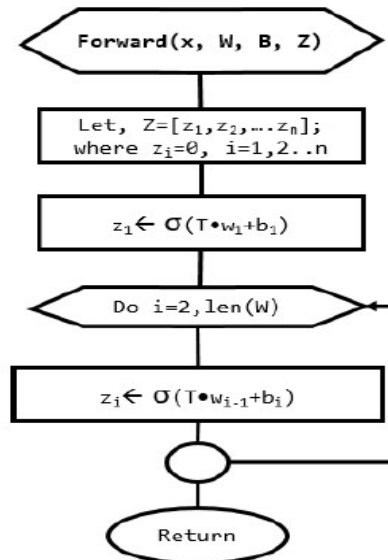 Forward(x, W, B, Z)
Let, Z=[z₁,z₂,….zₙ];
where zᵢ=0, i=1,2..n
z₁← σ(T•w₁+b₁)
Do i=2,len(W)
zᵢ← σ(T•wᵢ₋₁+bᵢ)
Return